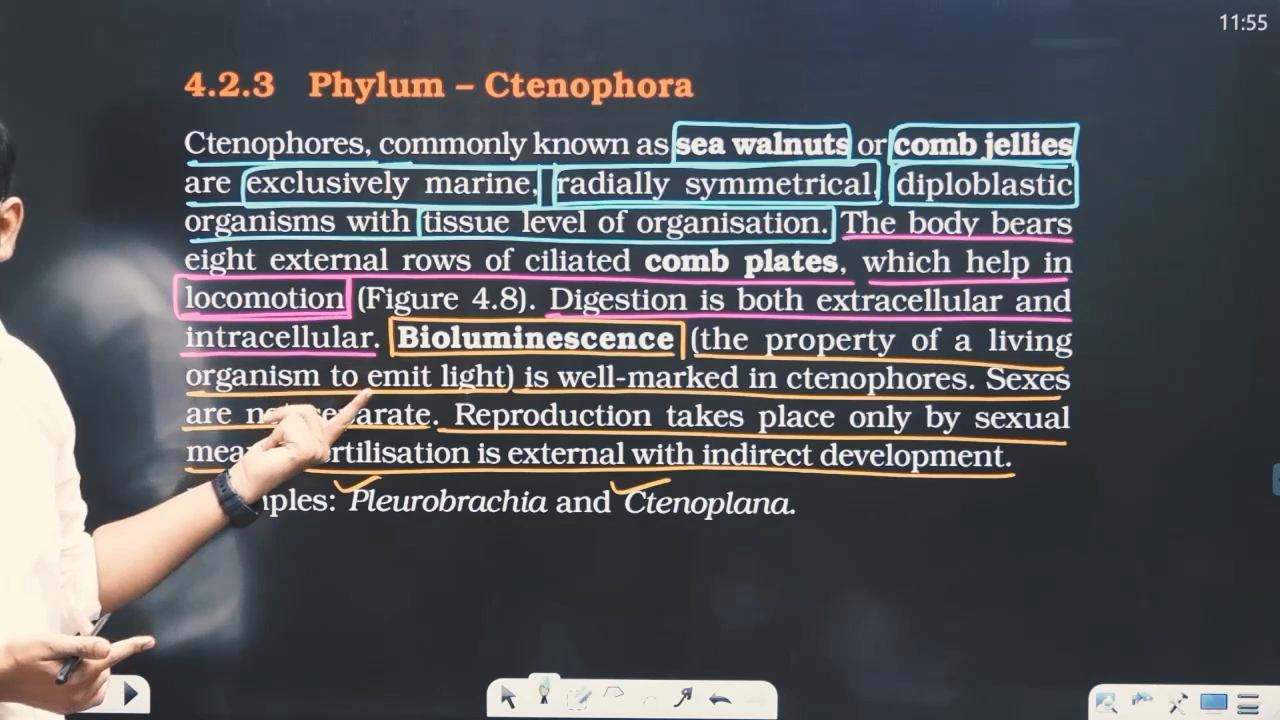 11:55
4.2.3 Phylum – Ctenophora
Ctenophores, commonly known as sea walnuts or comb jellies
are exclusively marine, radially symmetrical, diploblastic
organisms with tissue level of organisation. The body bears
eight external rows of ciliated comb plates, which help in
locomotion (Figure 4.8). Digestion is both extracellular and
intracellular. Bioluminescence (the property of a living
organism to emit light) is well-marked in ctenophores. Sexes
are separate. Reproduction takes place only by sexual
is external with indirect development.
Pleurobrachia and Ctenoplana.